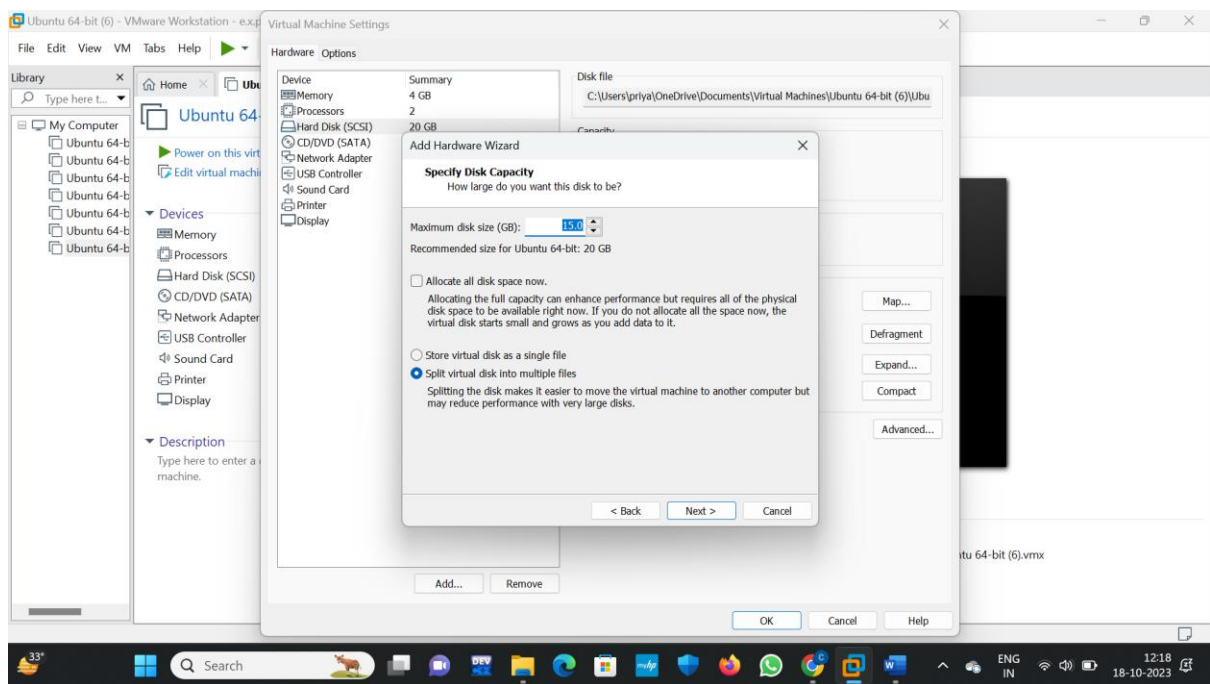 Ubuntu 64-bit (6) - VMware Workstation - e.x.p
File Edit View VM Tabs Help
Library
Type here t...
My Computer
Ubuntu 64-b
Ubuntu 64-b
Ubuntu 64-b
Ubuntu 64-b
Ubuntu 64-b
Ubuntu 64-b
Ubuntu 64-b
Home
Ubu
Ubuntu 64-
Power on this virt
Edit virtual machi
Devices
Memory
Processors
Hard Disk (SCSI)
CD/DVD (SATA)
Network Adapter
USB Controller
Sound Card
Printer
Display
Description
Type here to enter a
machine.
Virtual Machine Settings
Hardware Options
Device Summary
Memory 4 GB
Processors 2
Hard Disk (SCSI) 20 GB
CD/DVD (SATA)
Network Adapter
USB Controller
Sound Card
Printer
Display
Add... Remove
Disk file
C:\Users\priya\OneDrive\Documents\Virtual Machines\Ubuntu 64-bit (6)\Ubu
Capacity
Add Hardware Wizard
Specify Disk Capacity
How large do you want this disk to be?
Maximum disk size (GB): 15.0
Recommended size for Ubuntu 64-bit: 20 GB
Allocate all disk space now.
Allocating the full capacity can enhance performance but requires all of the physical
disk space to be available right now. If you do not allocate all the space now, the
virtual disk starts small and grows as you add data to it.
Store virtual disk as a single file
Split virtual disk into multiple files
Splitting the disk makes it easier to move the virtual machine to another computer but
may reduce performance with very large disks.
< Back Next > Cancel
Map...
Defragment
Expand...
Compact
Advanced...
OK Cancel Help
itu 64-bit (6).vmx
33°
Search
DEV
ENG
IN
12:18
18-10-2023